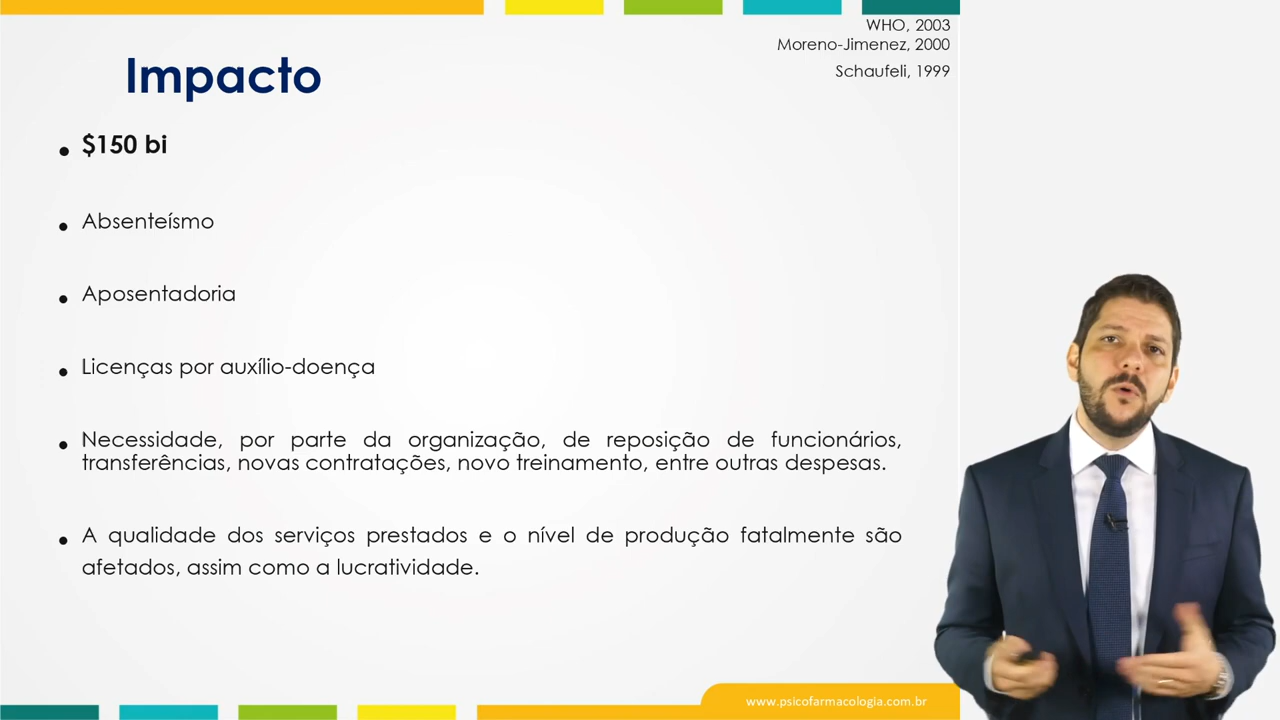 WHO, 2003
Moreno-Jimenez, 2000
Schaufeli, 1999
Impacto
• $150 bi
• Absenteísmo
• Aposentadoria
• Licenças por auxílio-doença
• Necessidade, por parte da organização, de reposição de funcionários,
transferências, novas contratações, novo treinamento, entre outras despesas.
• A qualidade dos serviços prestados e o nível de produção fatalmente são
afetados, assim como a lucratividade.
www.psicofarmacologia.com.br